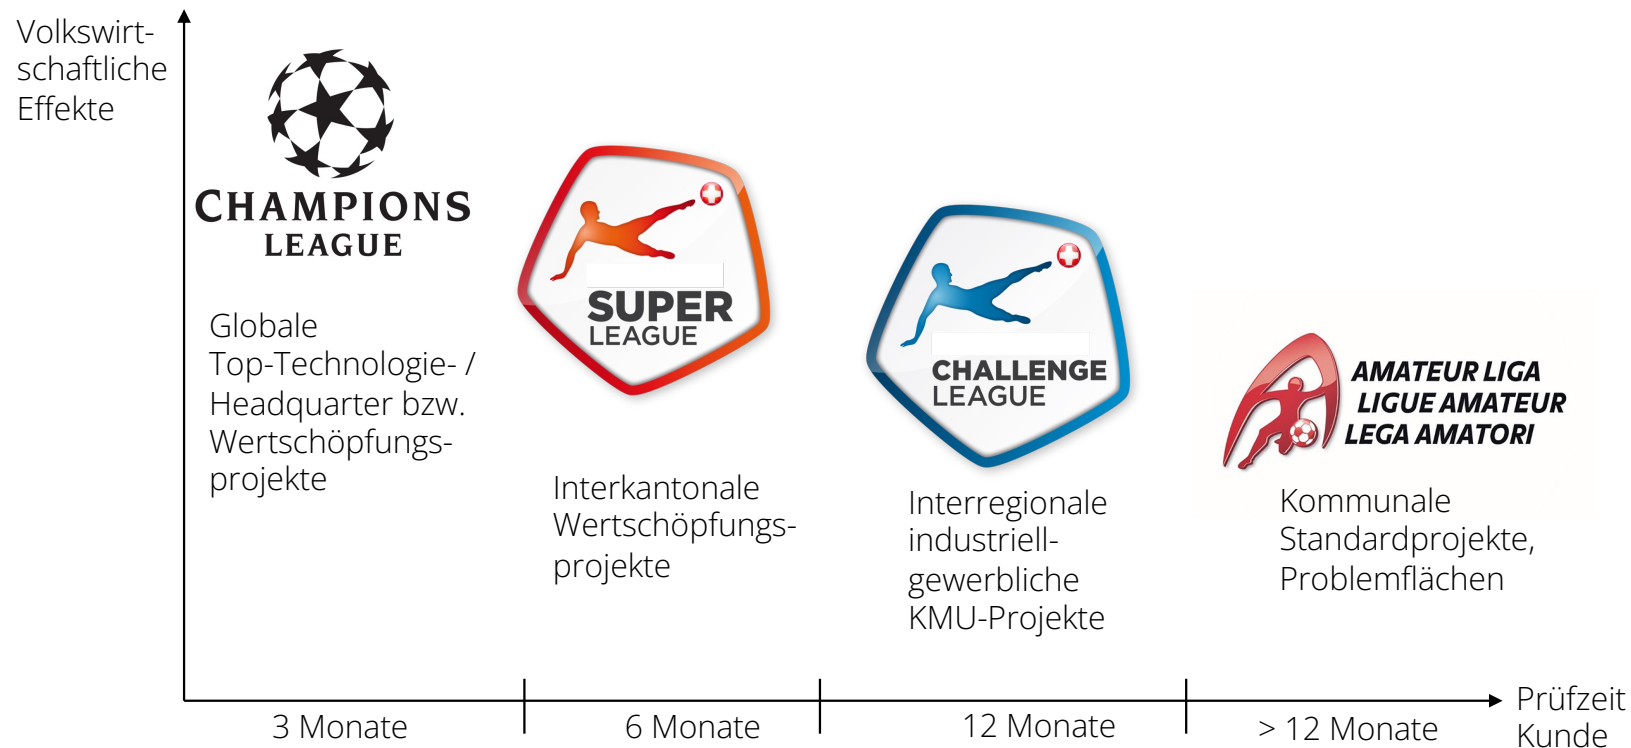 Volkswirt-
schaftliche
Effekte
CHAMPIONS
LEAGUE
Globale
Top-Technologie- /
Headquarter bzw.
Wertschöpfungs-
projekte
SUPER
LEAGUE
Interkantonale
Wertschöpfungs-
projekte
CHALLENGE
LEAGUE
Interregionale
industriell-
gewerbliche
KMU-Projekte
AMATEUR LIGA
LIGUE AMATEUR
LEGA AMATORI
Kommunale
Standardprojekte,
Problemflächen
3 Monate
6 Monate
12 Monate
> 12 Monate
Prüfzeit
Kunde